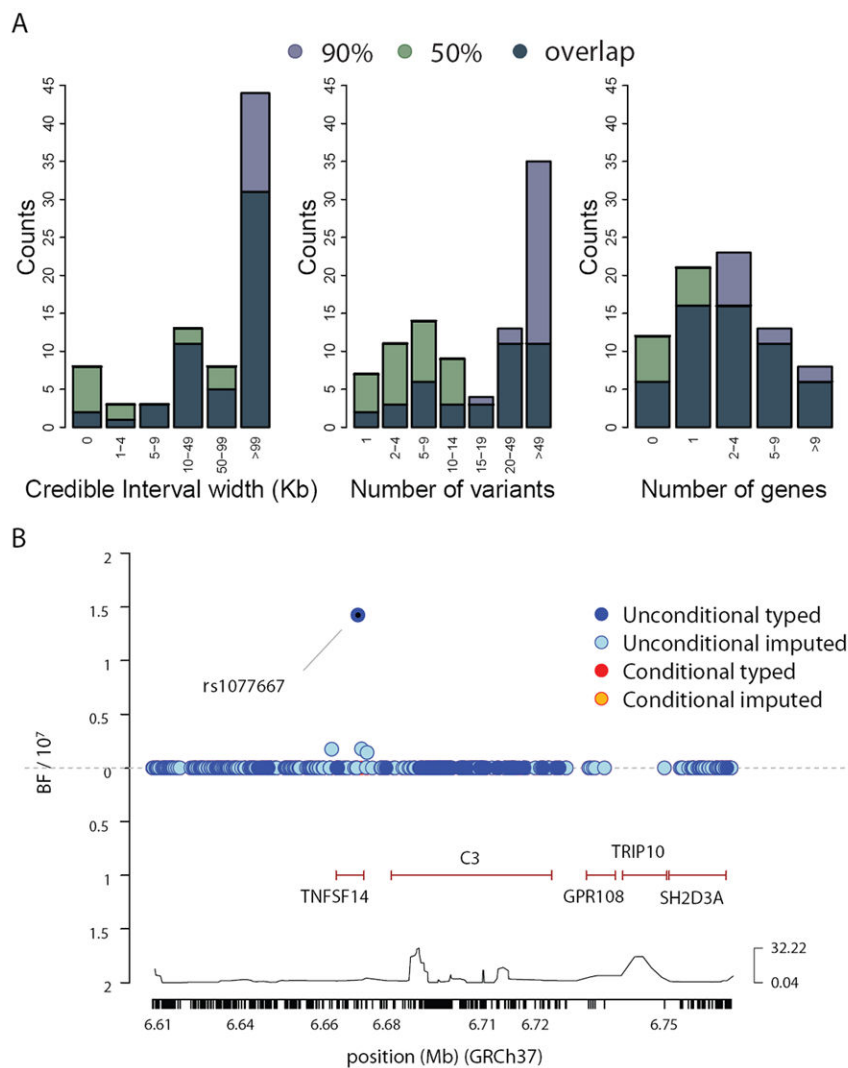 A
90% 50% overlap
45
40
35
30
25
20
15
10
5
0
Counts
0
1−4
5−9
10−49
50−99
>99
Credible Interval width (Kb)
45
40
35
30
25
20
15
10
5
0
Counts
1
2−4
5−9
10−14
15−19
20−49
>49
Number of variants
45
40
35
30
25
20
15
10
5
0
Counts
0
1
2−4
5−9
>9
Number of genes
B
2
1.5
1
0.5
0
0.5
1
1.5
2
BF / 10⁷
rs1077667
Unconditional typed
Unconditional imputed
Conditional typed
Conditional imputed
TNFSF14
C3
GPR108
TRIP10
SH2D3A
32.22
0.04
6.61 6.64 6.66 6.68 6.71 6.72 6.75
position (Mb) (GRCh37)